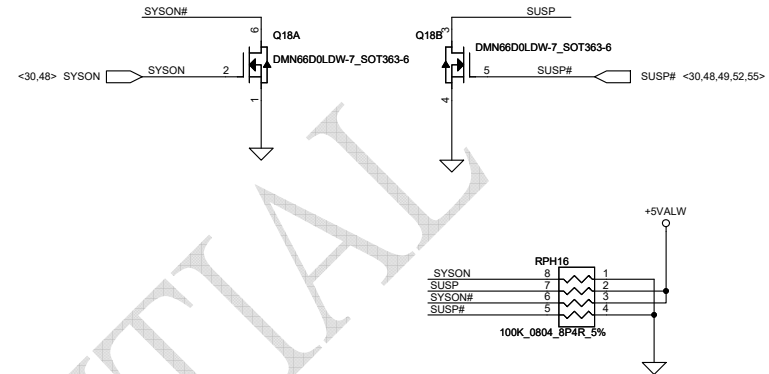 SYSON#
SUSP
6
Q18A
Q18B
3
DMN66D0LDW-7_SOT363-6
DMN66D0LDW-7_SOT363-6
<30,48> SYSON
SYSON
2
5
SUSP#
SUSP# <30,48,49,52,55>
1
4
+5VALW
RPH16
SYSON 8 1
SUSP 7 2
SYSON# 6 3
SUSP# 5 4
100K_0804_8P4R_5%
TIAL